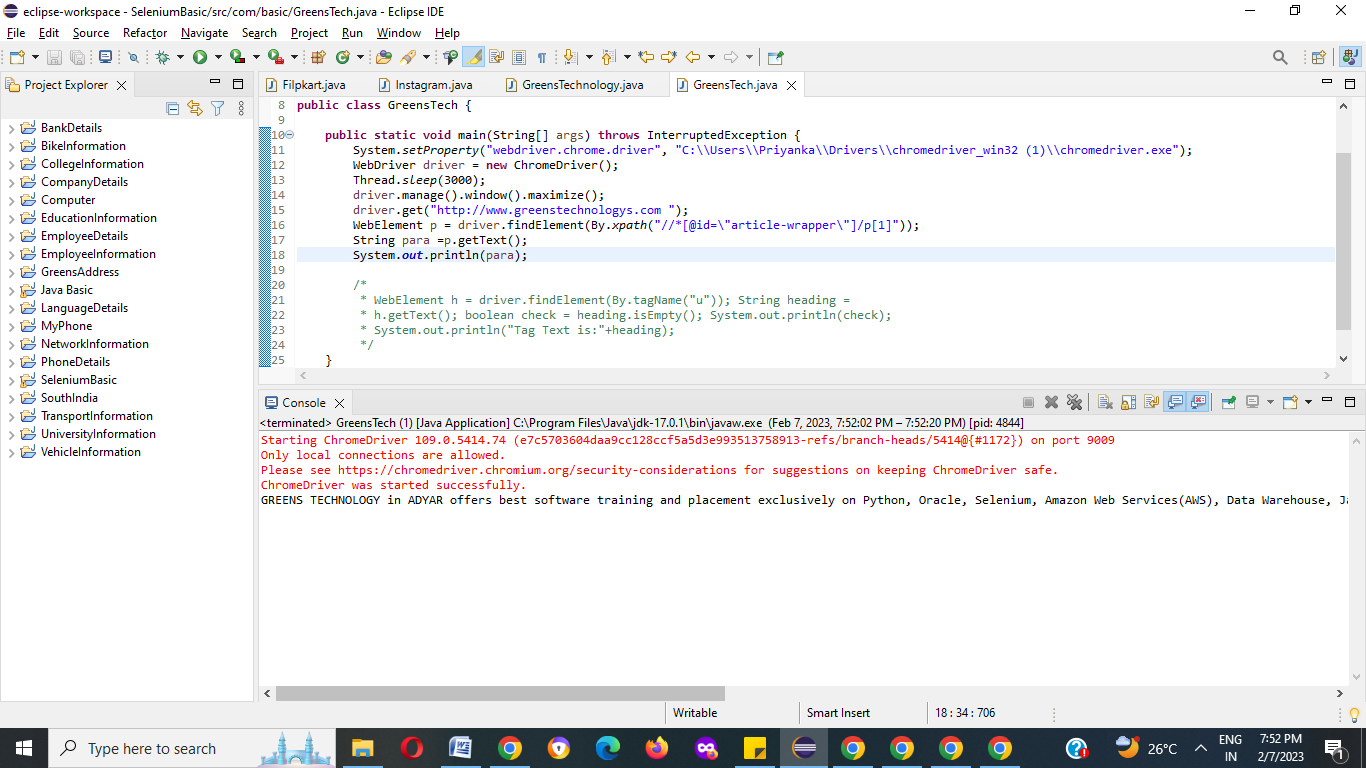 eclipse-workspace - SeleniumBasic/src/com/basic/GreensTech.java - Eclipse IDE
File Edit Source Refactor Navigate Search Project Run Window Help
Project Explorer
BankDetails
BikeInformation
CollegeInformation
CompanyDetails
Computer
EducationInformation
EmployeeDetails
EmployeeInformation
GreensAddress
Java Basic
LanguageDetails
MyPhone
NetworkInformation
PhoneDetails
SeleniumBasic
SouthIndia
TransportInformation
UniversityInformation
VehicleInformation
Filpkart.java Instagram.java GreensTechnology.java GreensTech.java
8 public class GreensTech {
9
10 public static void main(String[] args) throws InterruptedException {
11 System.setProperty("webdriver.chrome.driver", "C:\\Users\\Priyanka\\Drivers\\chromedriver_win32 (1)\\chromedriver.exe");
12 WebDriver driver = new ChromeDriver();
13 Thread.sleep(3000);
14 driver.manage().window().maximize();
15 driver.get("http://www.greenstechnologys.com ");
16 WebElement p = driver.findElement(By.xpath("//*[@id=\"article-wrapper\"]/p[1]"));
17 String para =p.getText();
18 System.out.println(para);
19
20 /*
21 * WebElement h = driver.findElement(By.tagName("u")); String heading =
22 * h.getText(); boolean check = heading.isEmpty(); System.out.println(check);
23 * System.out.println("Tag Text is:"+heading);
24 */
25 }
Console
<terminated> GreensTech (1) [Java Application] C:\Program Files\Java\jdk-17.0.1\bin\javaw.exe (Feb 7, 2023, 7:52:02 PM – 7:52:20 PM) [pid: 4844]
Starting ChromeDriver 109.0.5414.74 (e7c5703604daa9cc128ccf5a5d3e993513758913-refs/branch-heads/5414@{#1172}) on port 9009
Only local connections are allowed.
Please see https://chromedriver.chromium.org/security-considerations for suggestions on keeping ChromeDriver safe.
ChromeDriver was started successfully.
GREENS TECHNOLOGY in ADYAR offers best software training and placement exclusively on Python, Oracle, Selenium, Amazon Web Services(AWS), Data Warehouse, Ja
Writable Smart Insert 18 : 34 : 706
Type here to search
26°C
ENG
IN
7:52 PM
2/7/2023
1